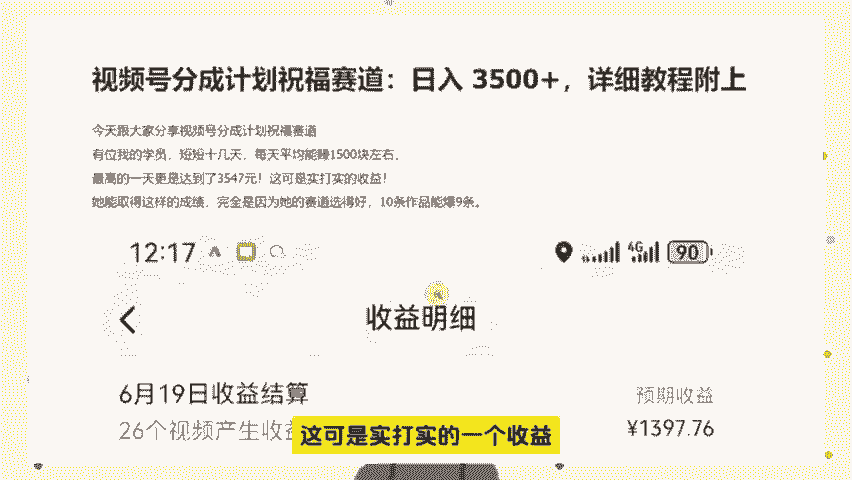 视频号分成计划祝福赛道：日入 3500+，详细教程附上
今天跟大家分享视频号分成计划祝福赛道
有位我的学员，短短十几天，每天平均能赚1500块左右，
最高的一天更是达到了3547元！这可是实打实的收益！
她能取得这样的成绩，完全是因为她的赛道选得好，10条作品能爆9条。
12:17 4G 90
收益明细
6月19日收益结算 预期收益
26个视频产生收益 ¥1397.76
这可是实打实的一个收益